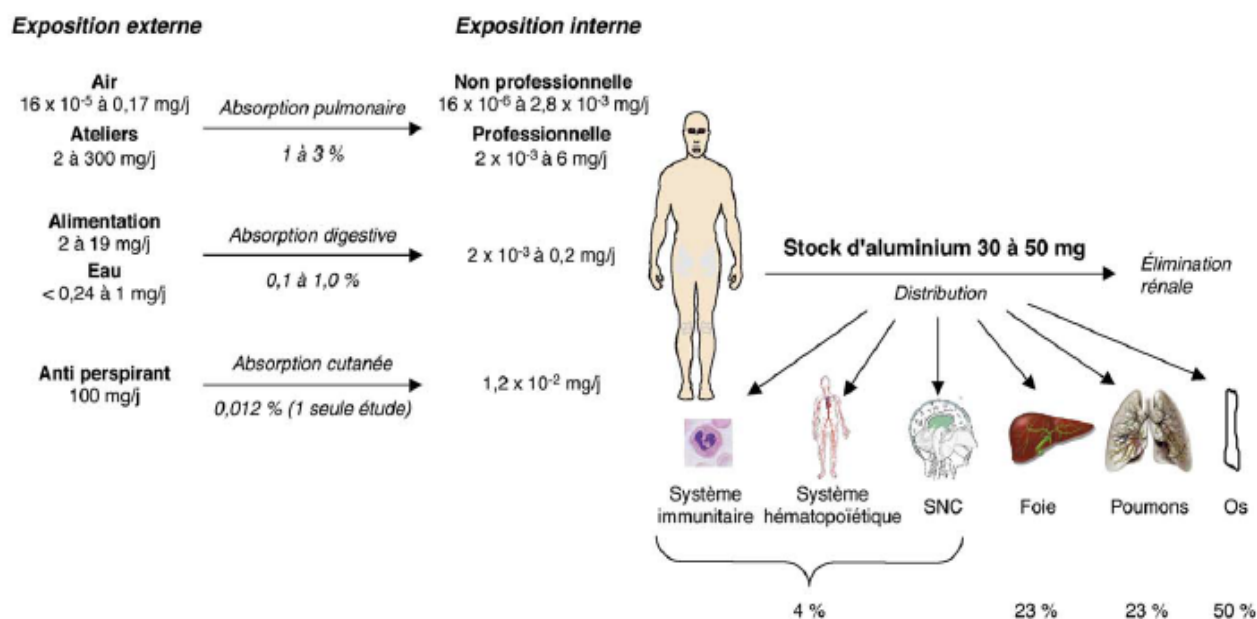 Exposition externe
Exposition interne
Air
16 x 10⁻⁵ à 0,17 mg/j
Ateliers
2 à 300 mg/j
Absorption pulmonaire
1 à 3 %
Non professionnelle
16 x 10⁻⁶ à 2,8 x 10⁻³ mg/j
Professionnelle
2 x 10⁻³ à 6 mg/j
Alimentation
2 à 19 mg/j
Eau
< 0,24 à 1 mg/j
Absorption digestive
0,1 à 1,0 %
2 x 10⁻³ à 0,2 mg/j
Anti perspirant
100 mg/j
Absorption cutanée
0,012 % (1 seule étude)
1,2 x 10⁻² mg/j
Stock d'aluminium 30 à 50 mg
Distribution
Élimination
rénale
Système
immunitaire
Système
hématopoïétique
SNC
Foie
Poumons
Os
4 %
23 %
23 %
50 %